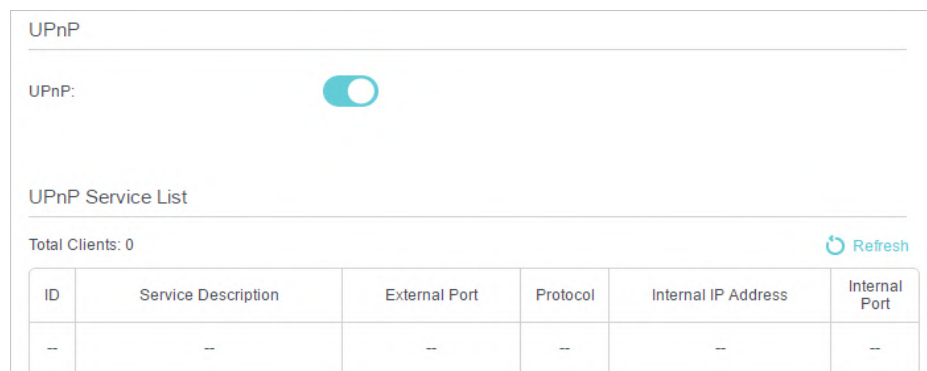 UPnP
UPnP:
UPnP Service List
Total Clients: 0
Refresh
ID Service Description External Port Protocol Internal IP Address Internal Port
-- -- -- -- -- --